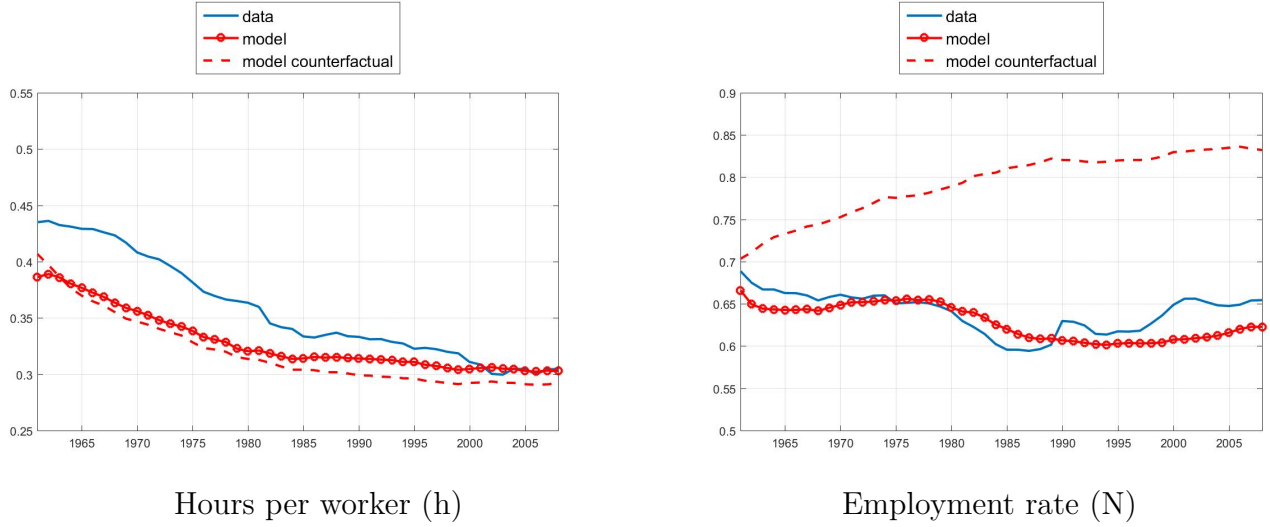 data
model
model counterfactual
0.55
0.5
0.45
0.4
0.35
0.3
0.25
1965 1970 1975 1980 1985 1990 1995 2000 2005
Hours per worker (h)
data
model
model counterfactual
0.9
0.85
0.8
0.75
0.7
0.65
0.6
0.55
0.5
1965 1970 1975 1980 1985 1990 1995 2000 2005
Employment rate (N)